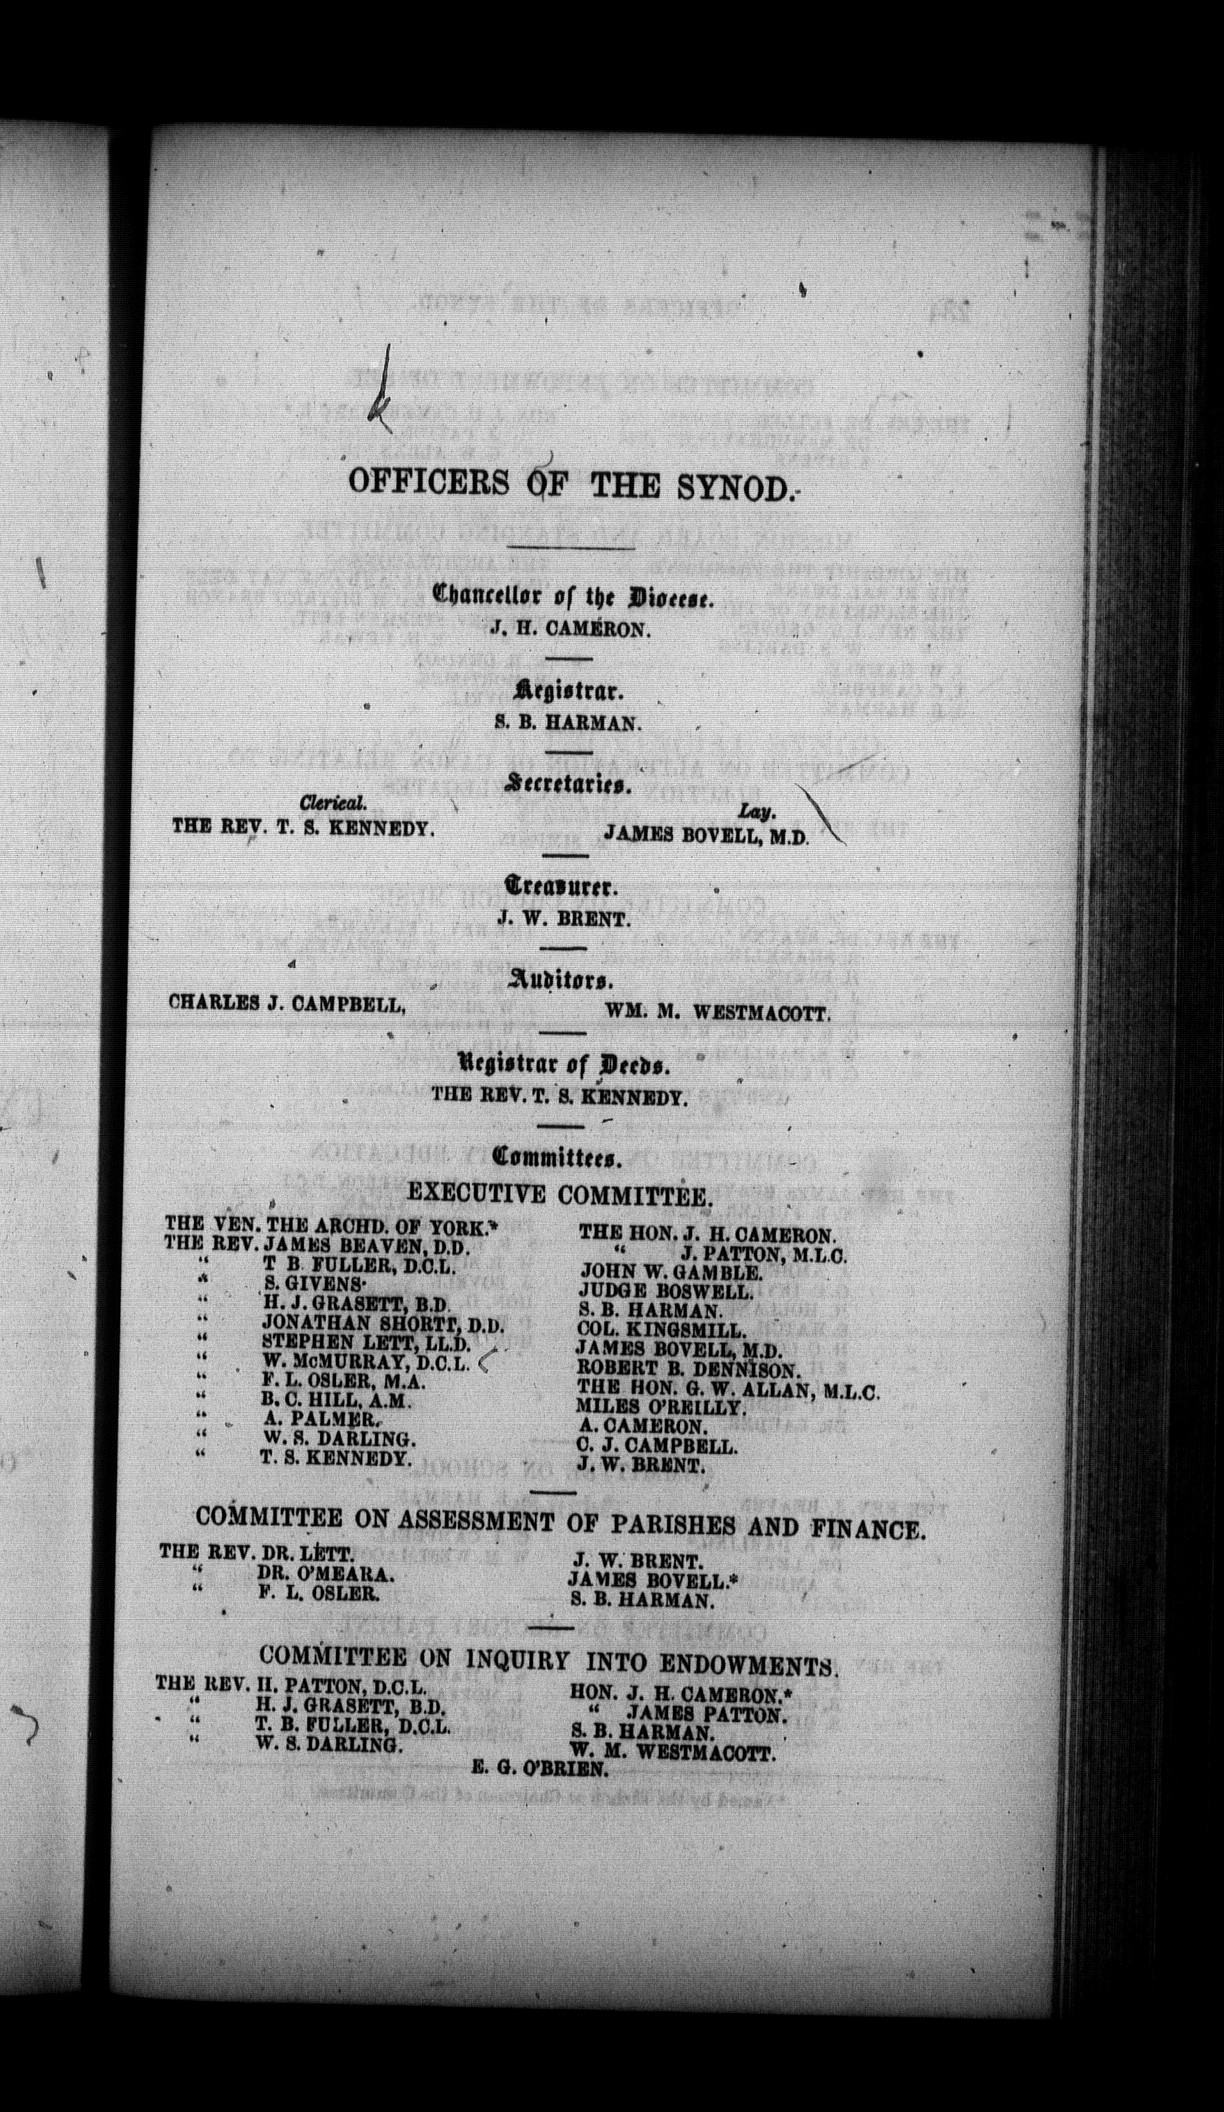 OFFICERS OF THE SYNOD.
Chancellor of the Diocese.
J. H. CAMERON.
Registrar.
S. B. HARMAN.
Secretaries.
Clerical. Lay.
THE REV. T. S. KENNEDY. JAMES BOVELL, M.D.
Treasurer.
J. W. BRENT.
Auditors.
CHARLES J. CAMPBELL, WM. M. WESTMACOTT.
Registrar of Deeds.
THE REV. T. S. KENNEDY.
Committees.
EXECUTIVE COMMITTEE.
THE VEN. THE ARCHD. OF YORK.* THE HON. J. H. CAMERON.
THE REV. JAMES BEAVEN, D.D. “ J. PATTON, M.L.C.
“ T B FULLER, D.C.L. JOHN W. GAMBLE.
“ S. GIVENS. JUDGE BOSWELL.
“ H. J. GRASETT, B.D. S. B. HARMAN.
“ JONATHAN SHORTT, D.D. COL. KINGSMILL.
“ STEPHEN LETT, LL.D. JAMES BOVELL, M.D.
“ W. McMURRAY, D.C.L. ROBERT B. DENNISON.
“ F. L. OSLER, M.A. THE HON. G. W. ALLAN, M.L.C.
“ B. C. HILL, A.M. MILES O'REILLY.
“ A. PALMER. A. CAMERON.
“ W. S. DARLING. C. J. CAMPBELL.
“ T. S. KENNEDY. J. W. BRENT.
COMMITTEE ON ASSESSMENT OF PARISHES AND FINANCE.
THE REV. DR. LETT. J. W. BRENT.
“ DR. O'MEARA. JAMES BOVELL.*
“ F. L. OSLER. S. B. HARMAN.
COMMITTEE ON INQUIRY INTO ENDOWMENTS.
THE REV. H. PATTON, D.C.L. HON. J. H. CAMERON.*
“ H. J. GRASETT, B.D. “ JAMES PATTON.
“ T. B. FULLER, D.C.L. S. B. HARMAN.
“ W. S. DARLING. W. M. WESTMACOTT.
E. G. O'BRIEN.